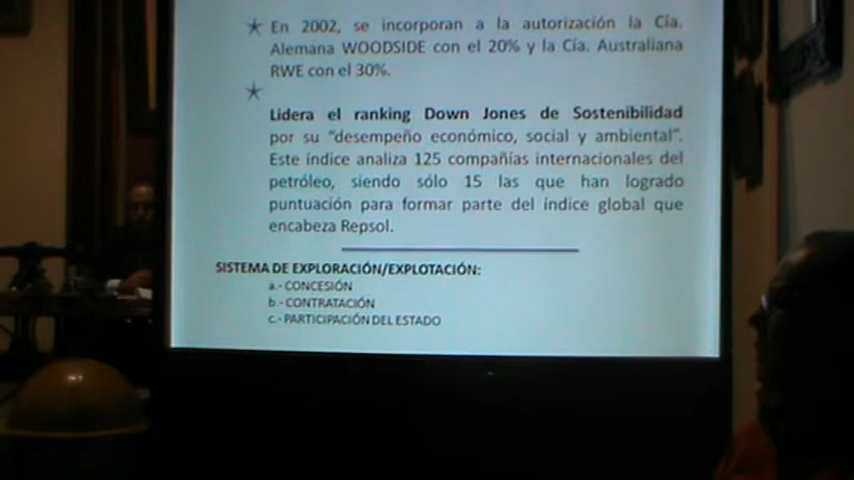 En 2002, se incorporan a la autorización la Cía.
Alemana WOODSIDE con el 20% y la Cía. Australiana
RWE con el 30%.
Lidera el ranking Down Jones de Sostenibilidad
por su "desempeño económico, social y ambiental".
Este índice analiza 125 compañías internacionales del
petróleo, siendo sólo 15 las que han logrado
puntuación para formar parte del índice global que
encabeza Repsol.
SISTEMA DE EXPLORACIÓN/EXPLOTACIÓN:
a.- CONCESIÓN
b.- CONTRATACIÓN
c.- PARTICIPACIÓN DEL ESTADO